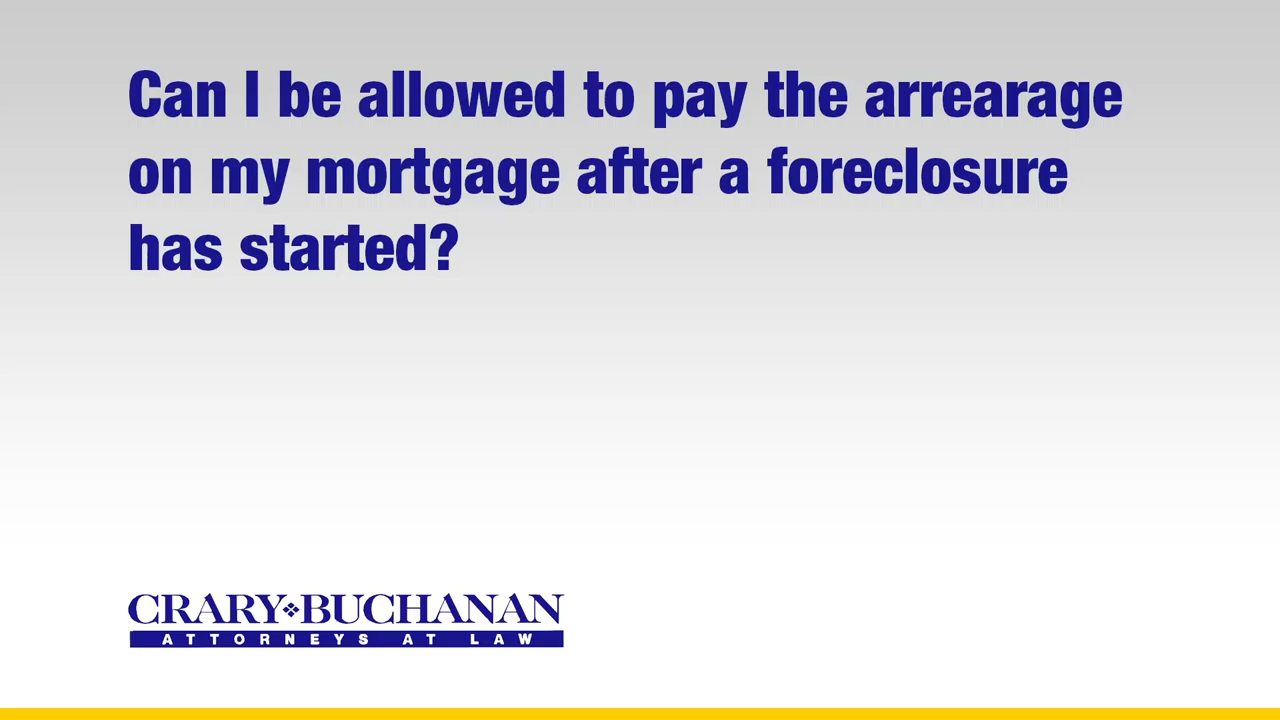 Can I be allowed to pay the arrearage
on my mortgage after a foreclosure
has started?
CRARY❖BUCHANAN
ATTORNEYS AT LAW